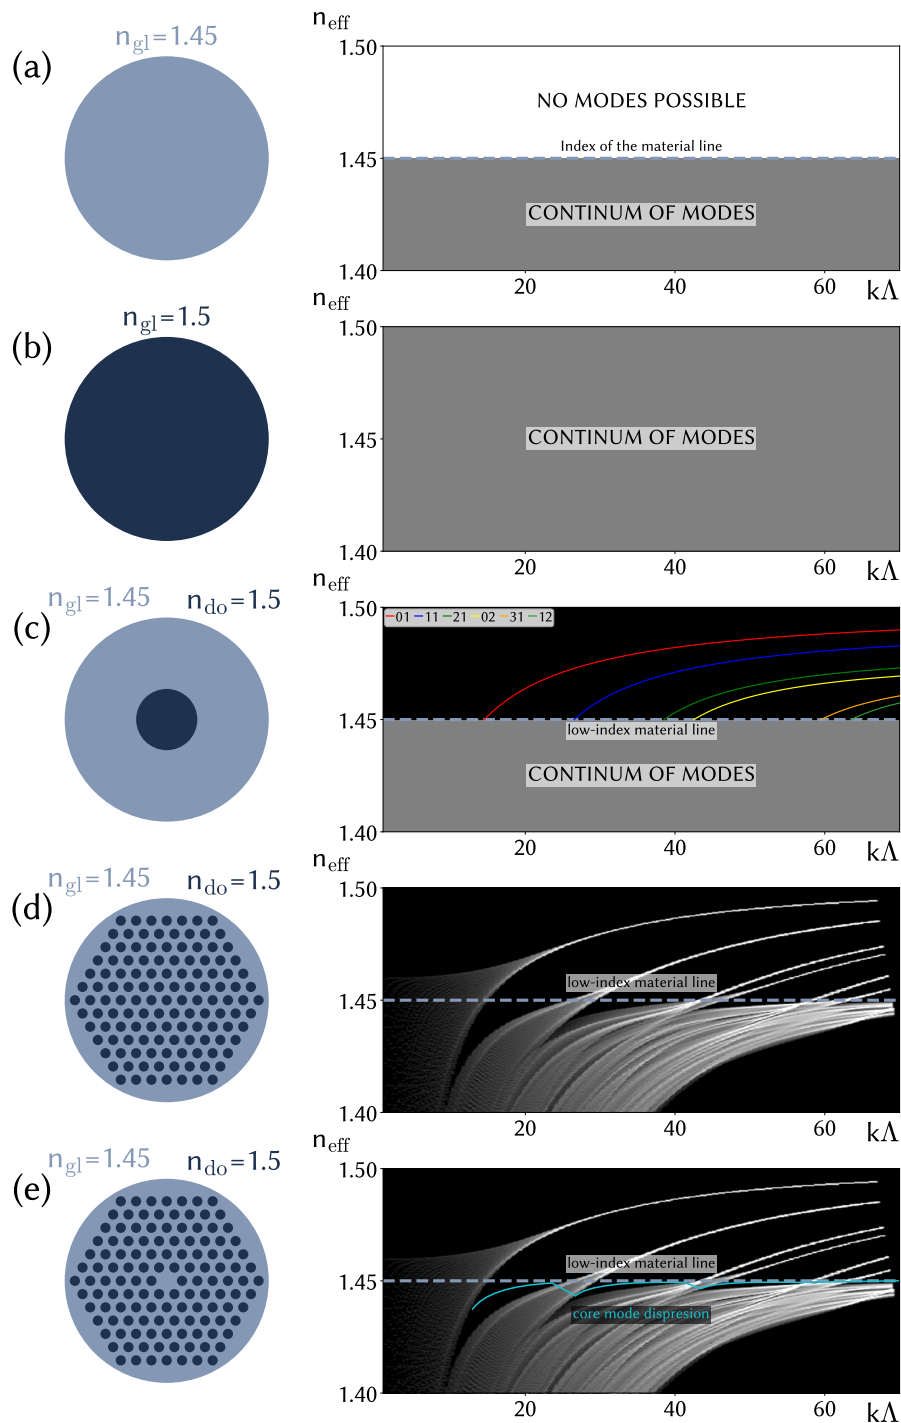 (a)
n_gl=1.45
n_eff
1.50
NO MODES POSSIBLE
Index of the material line
1.45
CONTINUM OF MODES
1.40
20
40
60
kΛ
(b)
n_gl=1.5
n_eff
1.50
1.45
CONTINUM OF MODES
1.40
20
40
60
kΛ
(c)
n_gl=1.45
n_do=1.5
n_eff
1.50
01 11 21 02 31 12
1.45
low-index material line
CONTINUM OF MODES
1.40
20
40
60
kΛ
(d)
n_gl=1.45
n_do=1.5
n_eff
1.50
low-index material line
1.45
1.40
20
40
60
kΛ
(e)
n_gl=1.45
n_do=1.5
n_eff
1.50
low-index material line
1.45
core mode dispresion
1.40
20
40
60
kΛ